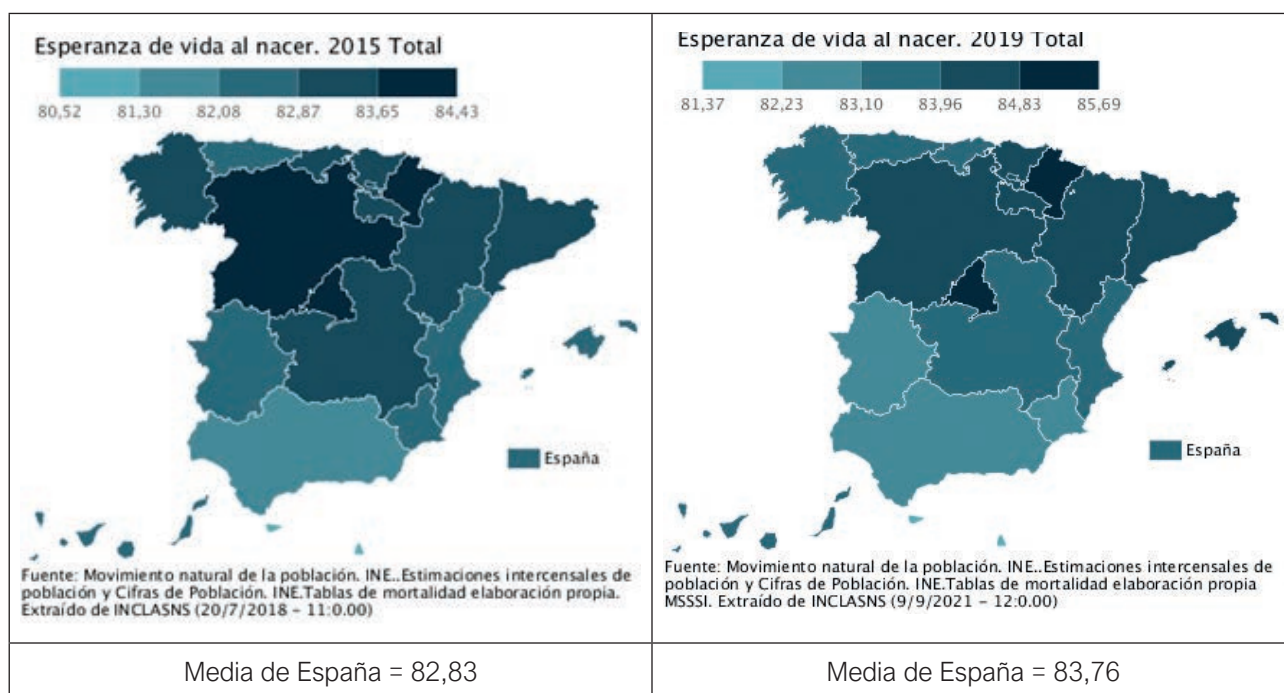 Esperanza de vida al nacer. 2015 Total
80,52 81,30 82,08 82,87 83,65 84,43
España
Fuente: Movimiento natural de la población. INE..Estimaciones intercensales de
población y Cifras de Población. INE.Tablas de mortalidad elaboración propia.
Extraído de INCLASNS (20/7/2018 - 11:0.00)
Media de España = 82,83
Esperanza de vida al nacer. 2019 Total
81,37 82,23 83,10 83,96 84,83 85,69
España
Fuente: Movimiento natural de la población. INE..Estimaciones intercensales de
población y Cifras de Población. INE.Tablas de mortalidad elaboración propia
MSSSI. Extraído de INCLASNS (9/9/2021 - 12:0.00)
Media de España = 83,76